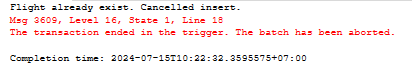 Flight already exist. Cancelled insert.
Msg 3609, Level 16, State 1, Line 18
The transaction ended in the trigger. The batch has been aborted.
Completion time: 2024-07-15T10:22:32.3595575+07:00